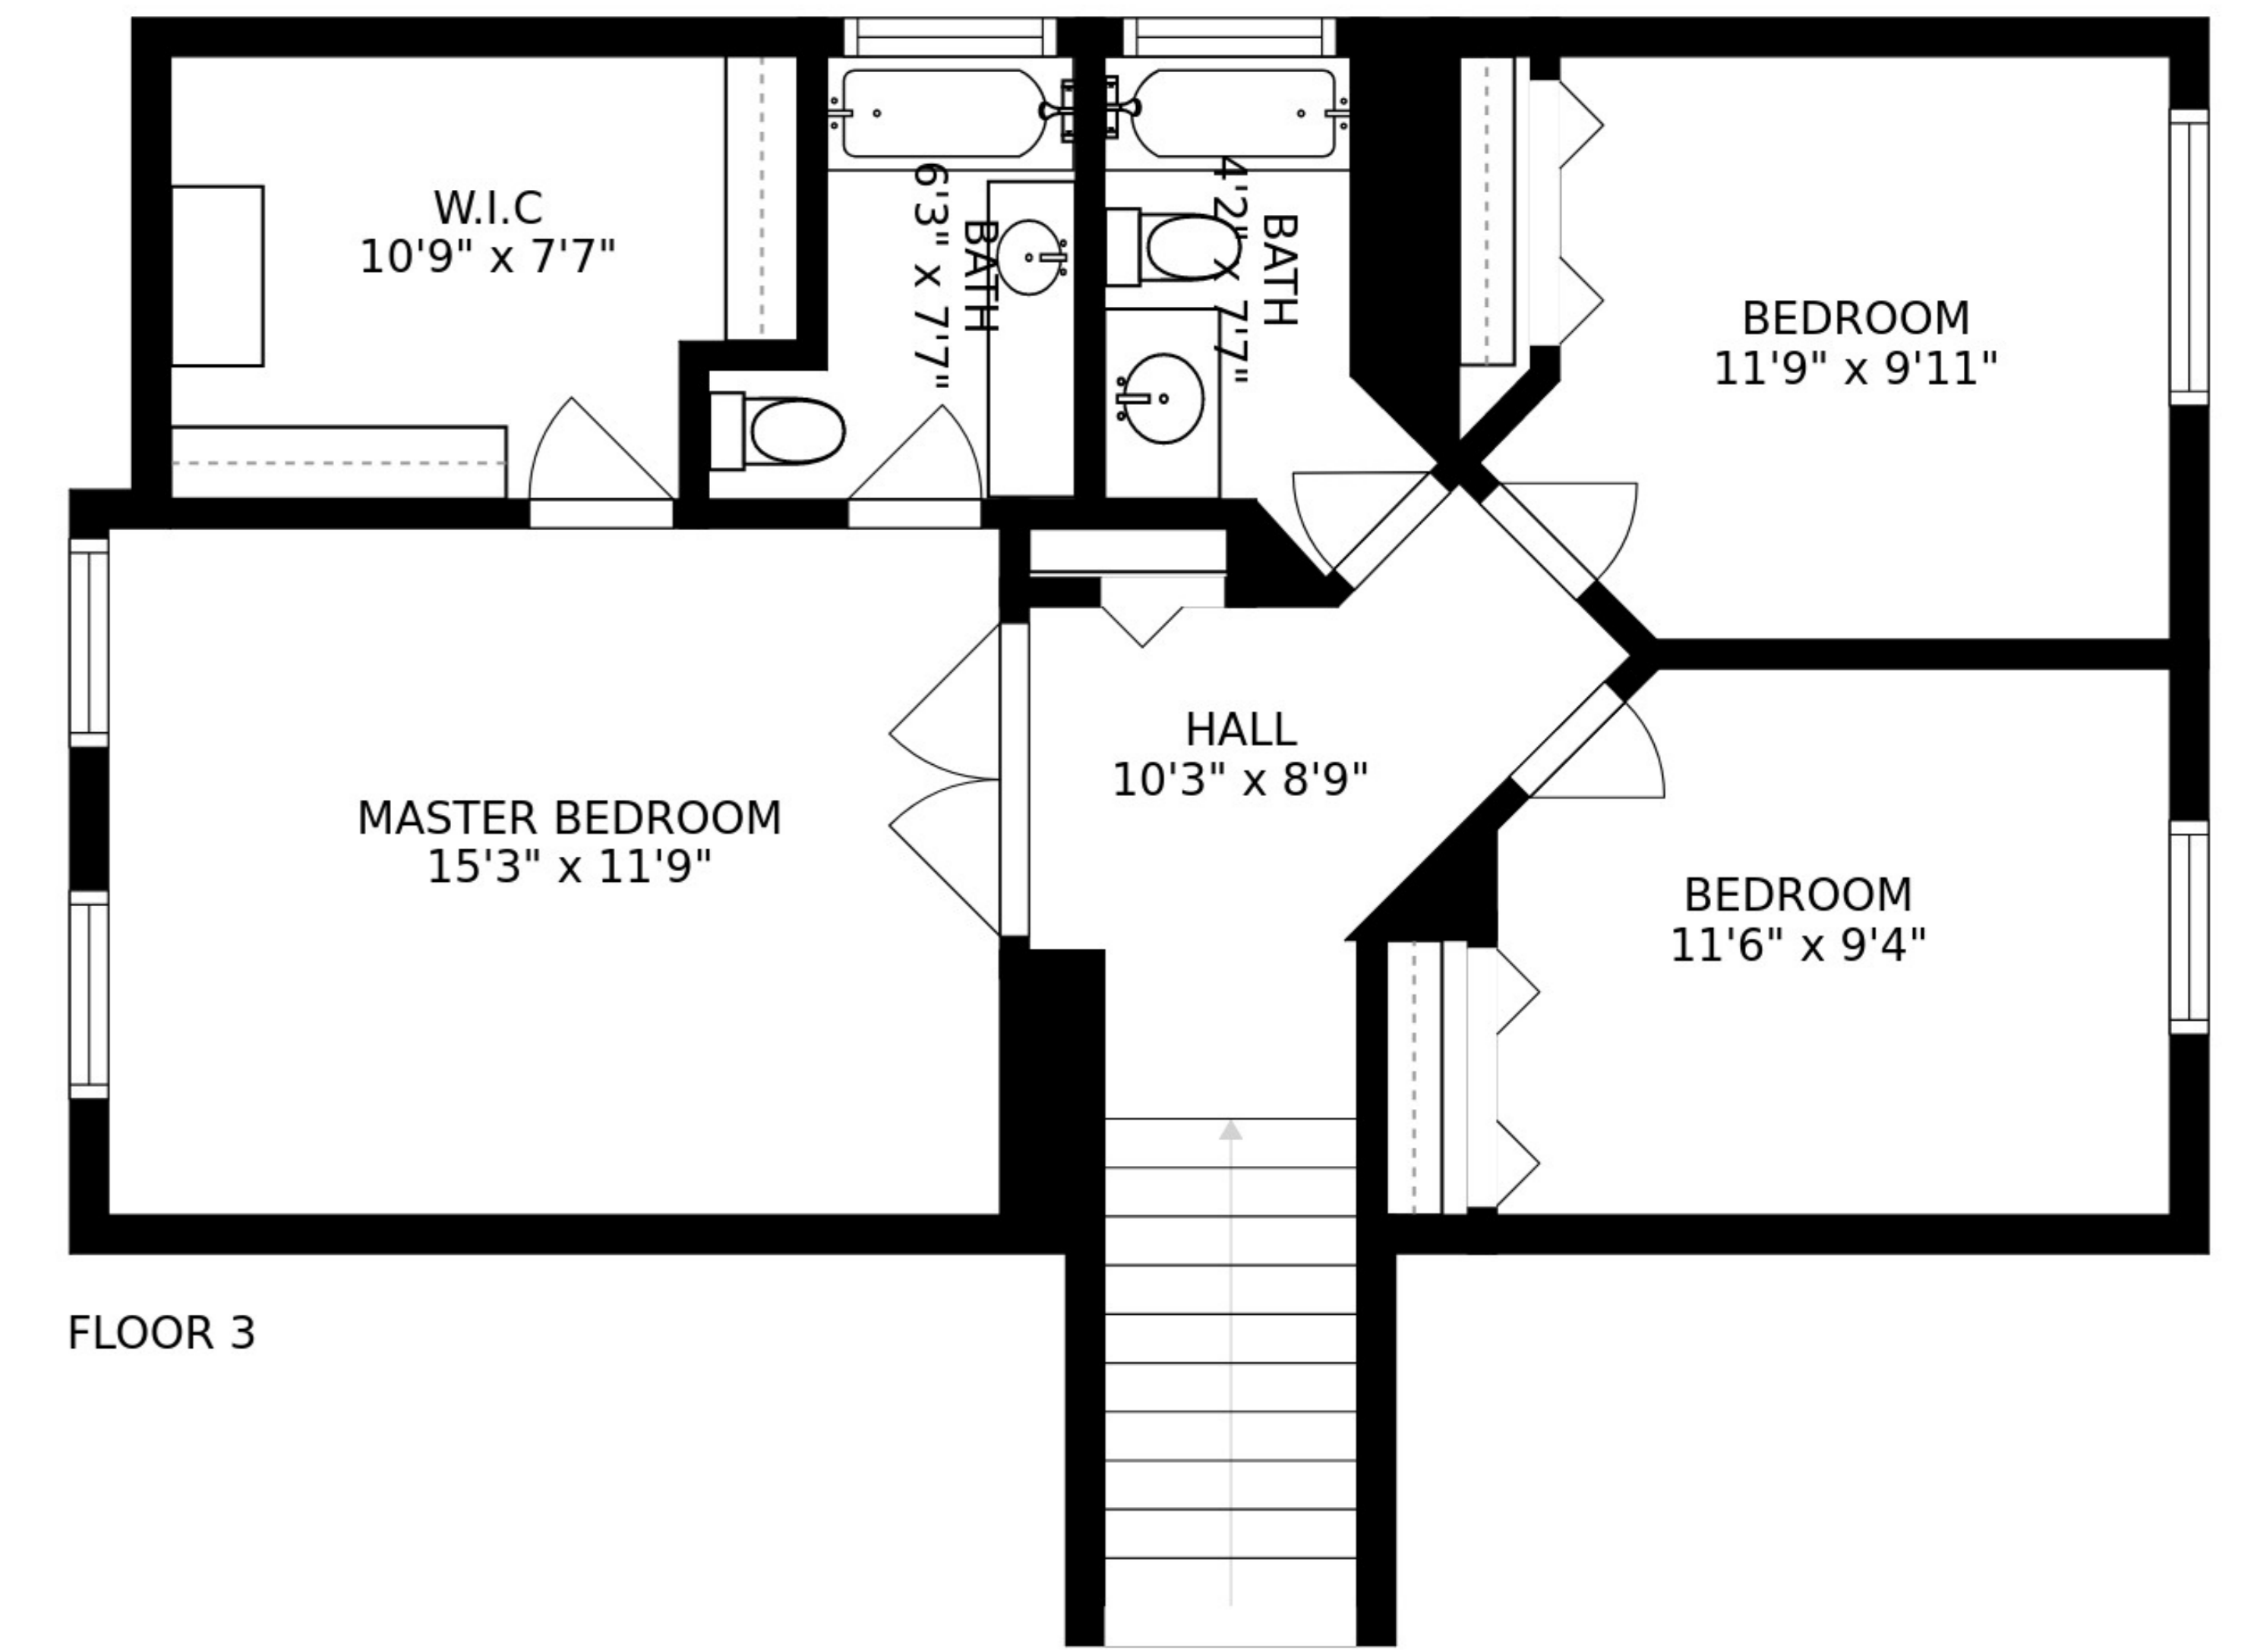 W.I.C
10'9" x 7'7"
BATH
6'3" x 7'7"
BATH
4'2" x 7'7"
BEDROOM
11'9" x 9'11"
HALL
10'3" x 8'9"
MASTER BEDROOM
15'3" x 11'9"
BEDROOM
11'6" x 9'4"
FLOOR 3